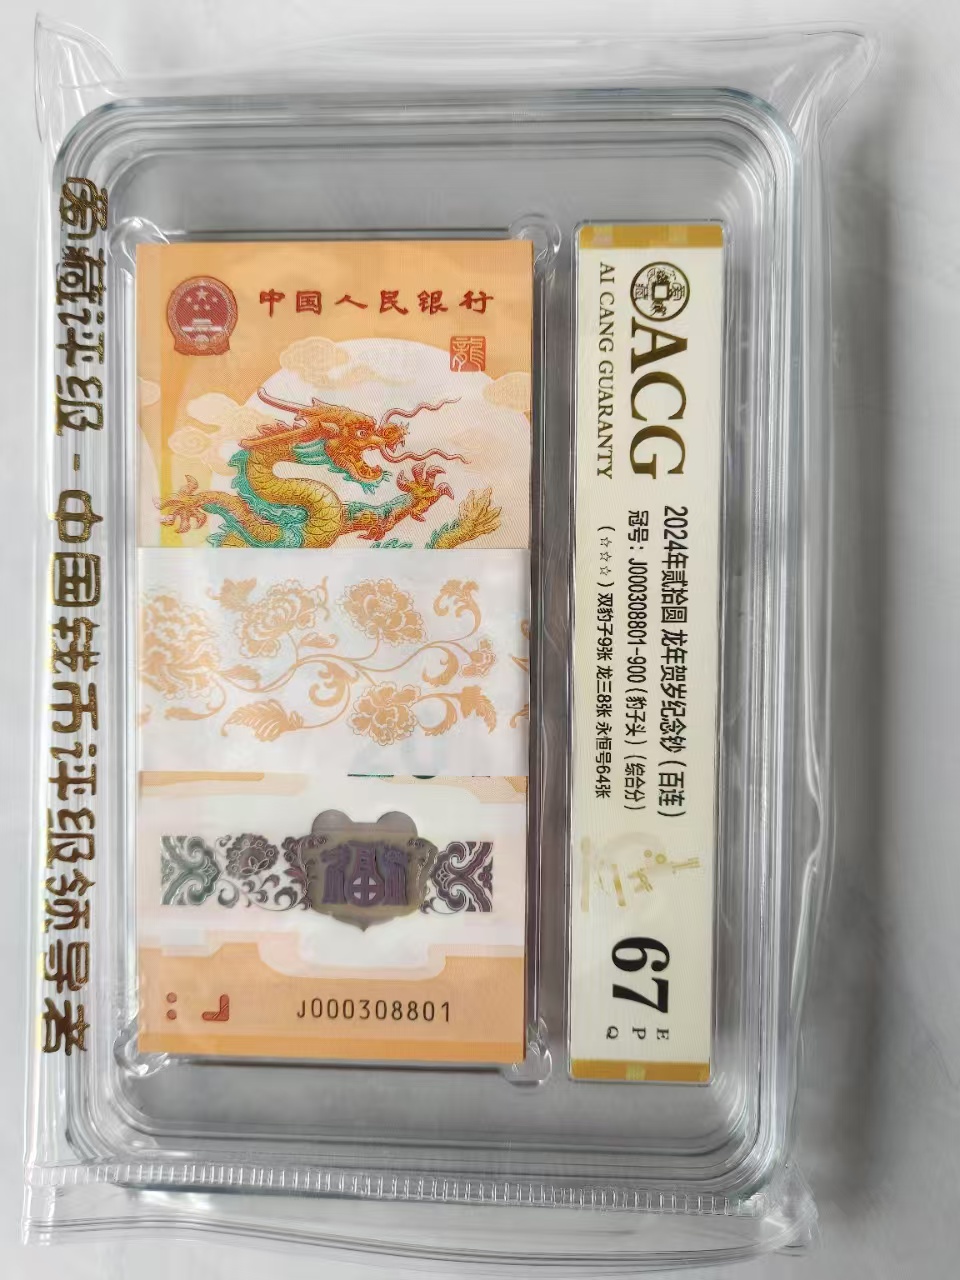 爱藏评级-中国钱币评级领导者
中国人民银行
龍
J000308801
ACG
AI CANG GUARANTY
2024年贰拾圆 龙年贺岁纪念钞(百连)
冠号:J000308801-900(豹子头)(综合分)
(☆☆☆)双豹子9张 龙三8张 永恒号64张
67
E
P
Q